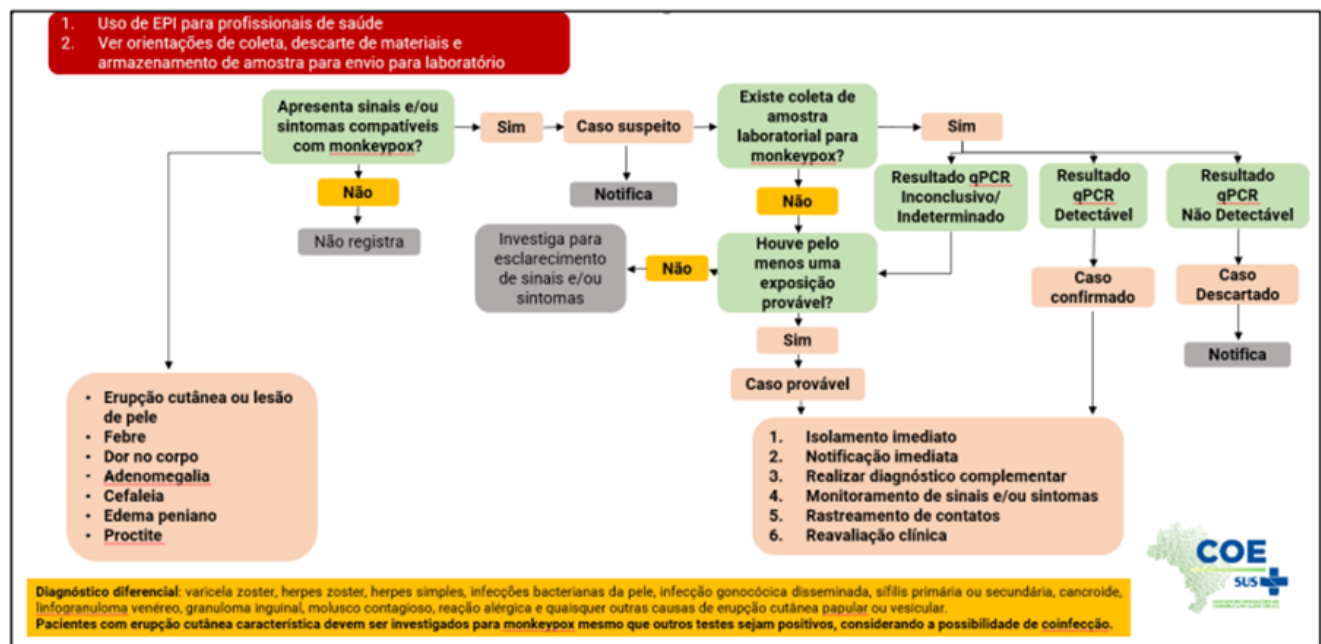 1. Uso de EPI para profissionais de saúde
2. Ver orientações de coleta, descarte de materiais e
armazenamento de amostra para envio para laboratório
Apresenta sinais e/ou
sintomas compatíveis
com monkeypox?
Sim
Caso suspeito
Existe coleta de
amostra
laboratorial para
monkeypox?
Sim
Não
Não registra
Notifica
Não
Resultado qPCR
Inconclusivo/
Indeterminado
Resultado
qPCR
Detectável
Resultado
qPCR
Não Detectável
Investiga para
esclarecimento
de sinais e/ou
sintomas
Não
Houve pelo
menos uma
exposição
provável?
Caso
confirmado
Caso
Descartado
Sim
Notifica
Caso provável
• Erupção cutânea ou lesão
de pele
• Febre
• Dor no corpo
- Adenomegalia
• Cefaleia
• Edema peniano
• Proctite
1. Isolamento imediato
2. Notificação imediata
3. Realizar diagnóstico complementar
4. Monitoramento de sinais e/ou sintomas
5. Rastreamento de contatos
6. Reavaliação clínica
COE
SUS
Diagnóstico diferencial: varicela zoster, herpes zoster, herpes simples, infecções bacterianas da pele, infecção gonocócica disseminada, sífilis primária ou secundária, cancroide,
linfogranuloma venéreo, granuloma inguinal, molusco contagioso, reação alérgica e quaisquer outras causas de erupção cutânea papular ou vesicular.
Pacientes com erupção cutânea característica devem ser investigados para monkeypox mesmo que outros testes sejam positivos, considerando a possibilidade de coinfecção.